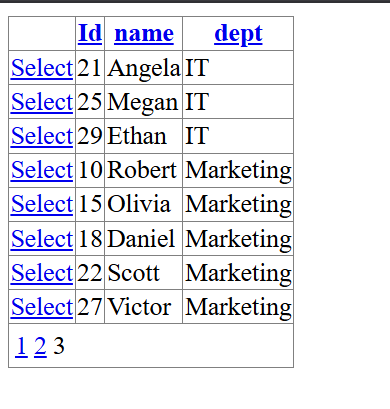 Id name dept
Select 21 Angela IT
Select 25 Megan IT
Select 29 Ethan IT
Select 10 Robert Marketing
Select 15 Olivia Marketing
Select 18 Daniel Marketing
Select 22 Scott Marketing
Select 27 Victor Marketing
1 2 3